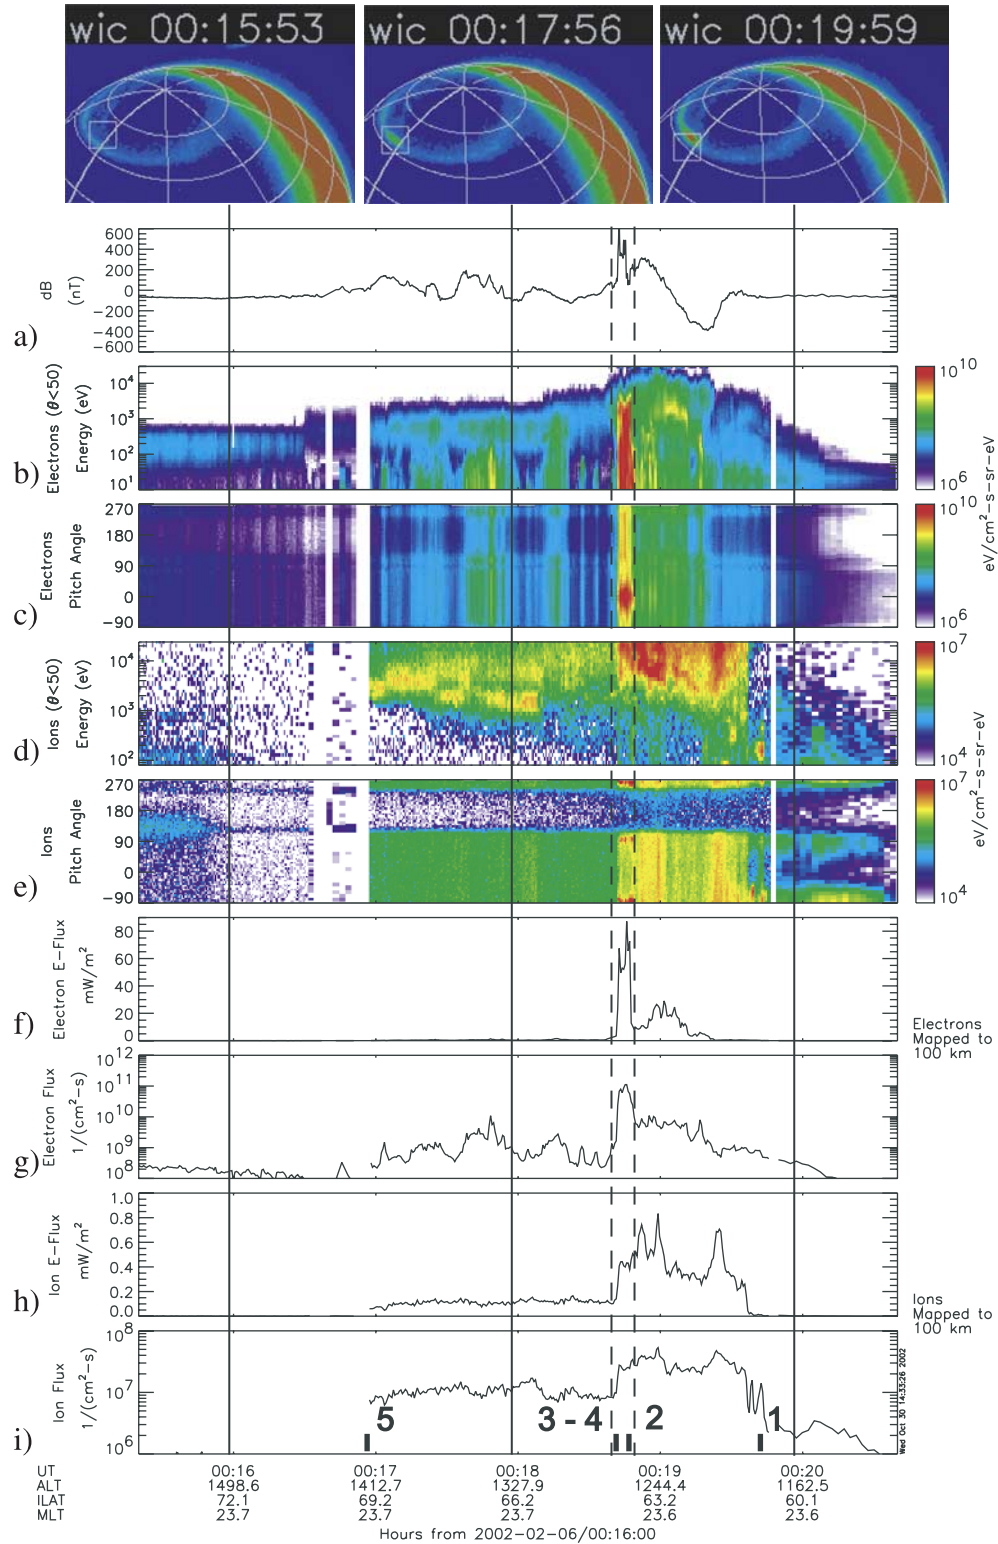 wic 00:15:53
wic 00:17:56
wic 00:19:59
a)
dB
(nT)
600
400
200
0
−200
−400
−600
b)
Electrons (θ<50)
Energy (eV)
10⁴
10³
10²
10¹
10¹⁰
10⁶
c)
Electrons
Pitch Angle
270
180
90
0
−90
10¹⁰
10⁶
eV/cm²−s−sr−eV
d)
Ions (θ<50)
Energy (eV)
10⁴
10³
10²
10⁷
10⁴
e)
Ions
Pitch Angle
270
180
90
0
−90
10⁷
10⁴
eV/cm²−s−sr−eV
f)
Electron E−Flux
mW/m²
80
60
40
20
0
Electrons
Mapped to
100 km
g)
Electron Flux
1/(cm²−s)
10¹²
10¹¹
10¹⁰
10⁹
10⁸
h)
Ion E−Flux
mW/m²
1.0
0.8
0.6
0.4
0.2
0.0
Ions
Mapped to
100 km
i)
Ion Flux
1/(cm²−s)
10⁸
10⁷
10⁶
5 3 - 4 2 1
Wed Oct 30 14:33:26 2002
UT 00:16 00:17 00:18 00:19 00:20
ALT 1498.6 1412.7 1327.9 1244.4 1162.5
ILAT 72.1 69.2 66.2 63.2 60.1
MLT 23.7 23.7 23.7 23.6 23.6
Hours from 2002−02−06/00:16:00